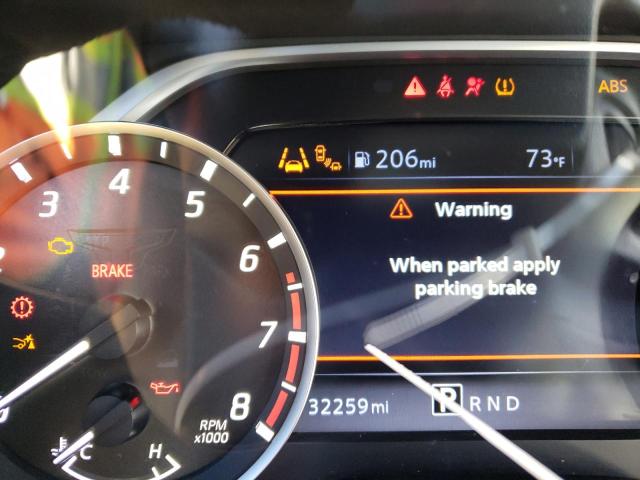 ABS
206mi
73°F
Warning
When parked apply
parking brake
32259mi
P R N D
3
4
5
6
7
8
BRAKE
RPM
x1000
C
H